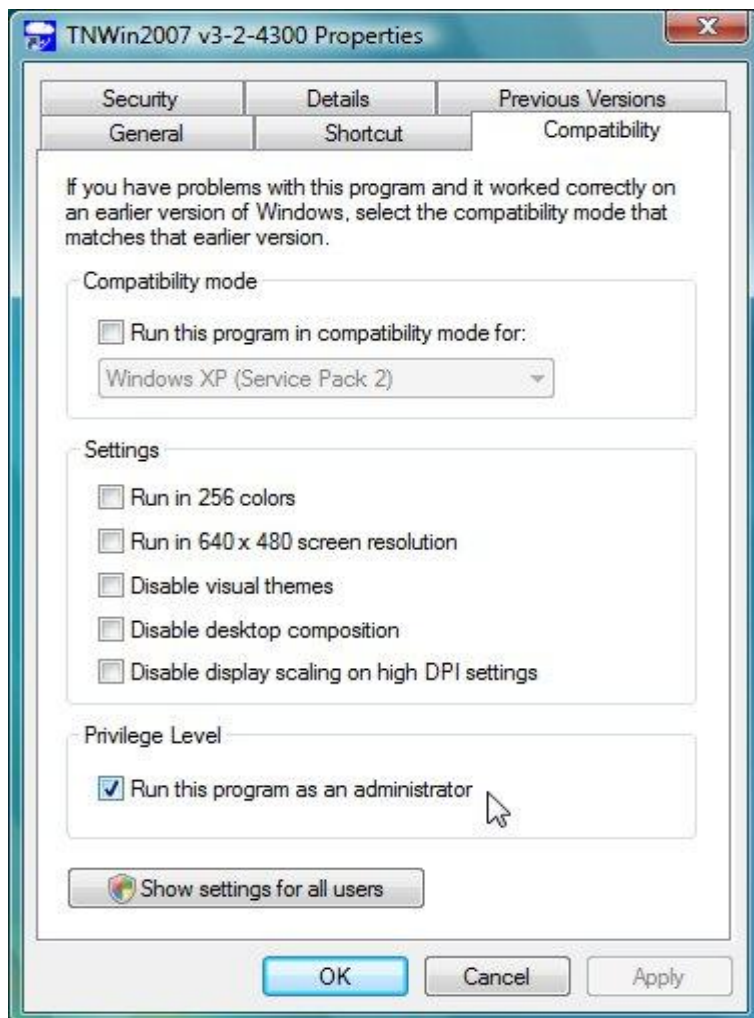 TNWin2007 v3-2-4300 Properties
Security Details Previous Versions
General Shortcut Compatibility
If you have problems with this program and it worked correctly on
an earlier version of Windows, select the compatibility mode that
matches that earlier version.
Compatibility mode
Run this program in compatibility mode for:
Windows XP (Service Pack 2)
Settings
Run in 256 colors
Run in 640 x 480 screen resolution
Disable visual themes
Disable desktop composition
Disable display scaling on high DPI settings
Privilege Level
Run this program as an administrator
Show settings for all users
OK Cancel Apply